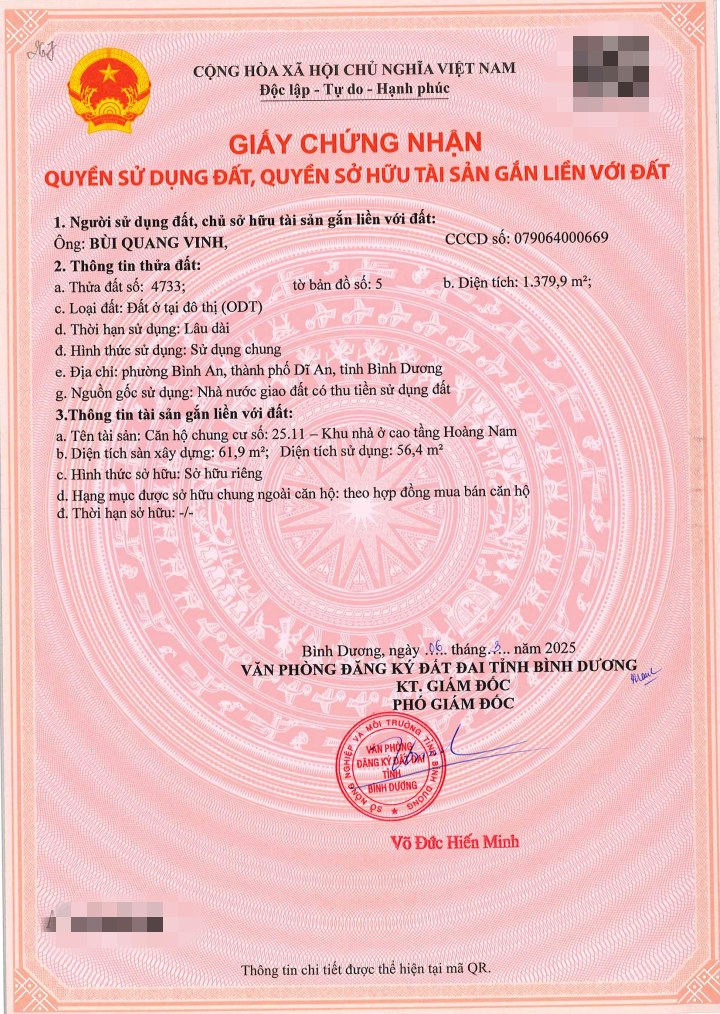 CỘNG HÒA XÃ HỘI CHỦ NGHĨA VIỆT NAM
Độc lập - Tự do - Hạnh phúc
GIẤY CHỨNG NHẬN
QUYỀN SỬ DỤNG ĐẤT, QUYỀN SỞ HỮU TÀI SẢN GẮN LIỀN VỚI ĐẤT
1. Người sử dụng đất, chủ sở hữu tài sản gắn liền với đất:
Ông: BÙI QUANG VINH, CCCD số: 079064000669
2. Thông tin thửa đất:
a. Thửa đất số: 4733; tờ bản đồ số: 5 b. Diện tích: 1.379,9 m²;
c. Loại đất: Đất ở tại đô thị (ODT)
d. Thời hạn sử dụng: Lâu dài
đ. Hình thức sử dụng: Sử dụng chung
e. Địa chỉ: phường Bình An, thành phố Dĩ An, tỉnh Bình Dương
g. Nguồn gốc sử dụng: Nhà nước giao đất có thu tiền sử dụng đất
3.Thông tin tài sản gắn liền với đất:
a. Tên tài sản: Căn hộ chung cư số: 25.11 – Khu nhà ở cao tầng Hoàng Nam
b. Diện tích sàn xây dựng: 61,9 m²; Diện tích sử dụng: 56,4 m²
c. Hình thức sở hữu: Sở hữu riêng
d. Hạng mục được sở hữu chung ngoài căn hộ: theo hợp đồng mua bán căn hộ
đ. Thời hạn sở hữu: -/-
Bình Dương, ngày 06 tháng 3 năm 2025
VĂN PHÒNG ĐĂNG KÝ ĐẤT ĐAI TỈNH BÌNH DƯƠNG
KT. GIÁM ĐỐC
PHÓ GIÁM ĐỐC
SỞ NÔNG NGHIỆP VÀ MÔI TRƯỜNG TỈNH BÌNH DƯƠNG
VĂN PHÒNG
ĐĂNG KÝ ĐẤT ĐAI
TỈNH
BÌNH DƯƠNG
Võ Đức Hiến Minh
Thông tin chi tiết được thể hiện tại mã QR.